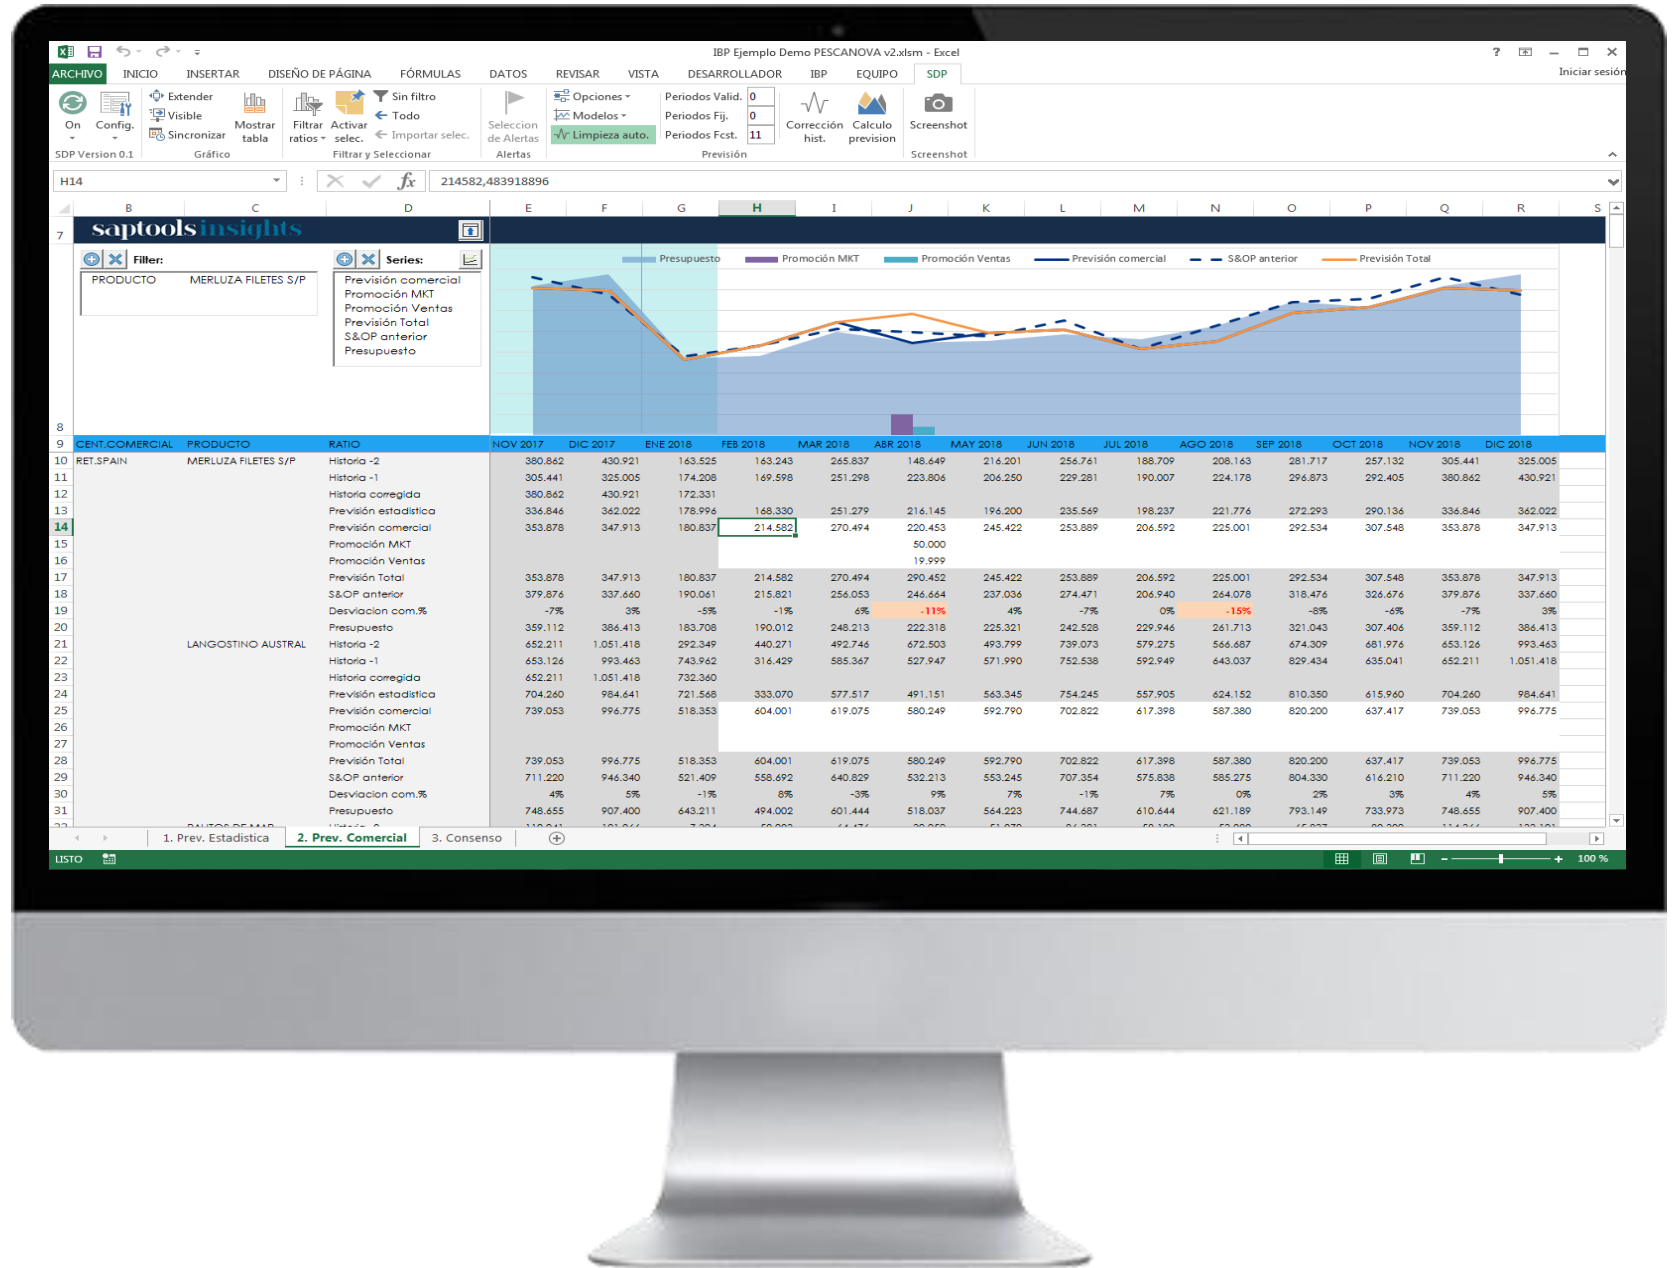 IBP Ejemplo Demo PESCANOVA v2.xlsm - Excel
ARCHIVO INICIO INSERTAR DISEÑO DE PÁGINA FÓRMULAS DATOS REVISAR VISTA DESARROLLADOR IBP EQUIPO SDP Iniciar sesión
On Config. Extender Visible Sincronizar Mostrar tabla Filtrar ratios Activar selec. Sin filtro Todo Importar selec. Seleccion de Alertas Opciones Modelos Limpieza auto. Periodos Valid. 0 Periodos Fij. 0 Periodos Fcst. 11 Corrección hist. Calculo prevision Screenshot
SDP Version 0.1 Gráfico Filtrar y Seleccionar Alertas Previsión Screenshot
H14 fx 214582,483918896
B C D E F G H I J K L M N O P Q R S
7 saptools insights
Filler: Series:
PRODUCTO MERLUZA FILETES S/P
Previsión comercial
Promoción MKT
Promoción Ventas
Previsión Total
S&OP anterior
Presupuesto
Presupuesto Promoción MKT Promoción Ventas Previsión comercial S&OP anterior Previsión Total
8
9 CENT.COMERCIAL PRODUCTO RATIO NOV 2017 DIC 2017 ENE 2018 FEB 2018 MAR 2018 ABR 2018 MAY 2018 JUN 2018 JUL 2018 AGO 2018 SEP 2018 OCT 2018 NOV 2018 DIC 2018
10 RET.SPAIN MERLUZA FILETES S/P Historia -2 380.862 430.921 163.525 163.243 265.837 148.649 216.201 256.761 188.709 208.163 281.717 257.132 305.441 325.005
11 Historia -1 305.441 325.005 174.208 169.598 251.298 223.806 206.250 229.281 190.007 224.178 296.873 292.405 380.862 430.921
12 Historia corregida 380.862 430.921 172.331
13 Previsión estadistica 336.846 362.022 178.996 168.330 251.279 216.145 196.200 235.569 198.237 221.776 272.293 290.136 336.846 362.022
14 Previsión comercial 353.878 347.913 180.837 214.582 270.494 220.453 245.422 253.889 206.592 225.001 292.534 307.548 353.878 347.913
15 Promoción MKT 50.000
16 Promoción Ventas 19.999
17 Previsión Total 353.878 347.913 180.837 214.582 270.494 290.452 245.422 253.889 206.592 225.001 292.534 307.548 353.878 347.913
18 S&OP anterior 379.876 337.660 190.061 215.821 256.053 246.664 237.036 274.471 206.940 264.078 318.476 326.676 379.876 337.660
19 Desviacion com.% -7% 3% -5% -1% 6% -11% 4% -7% 0% -15% -8% -6% -7% 3%
20 Presupuesto 359.112 386.413 183.708 190.012 248.213 222.318 225.321 242.528 229.946 261.713 321.043 307.406 359.112 386.413
21 LANGOSTINO AUSTRAL Historia -2 652.211 1.051.418 292.349 440.271 492.746 672.503 493.799 739.073 579.275 566.687 674.309 681.976 653.126 993.463
22 Historia -1 653.126 993.463 743.962 316.429 585.367 527.947 571.990 752.538 592.949 643.037 829.434 635.041 652.211 1.051.418
23 Historia corregida 652.211 1.051.418 732.360
24 Previsión estadistica 704.260 984.641 721.568 333.070 577.517 491.151 563.345 754.245 557.905 624.152 810.350 615.960 704.260 984.641
25 Previsión comercial 739.053 996.775 518.353 604.001 619.075 580.249 592.790 702.822 617.398 587.380 820.200 637.417 739.053 996.775
26 Promoción MKT
27 Promoción Ventas
28 Previsión Total 739.053 996.775 518.353 604.001 619.075 580.249 592.790 702.822 617.398 587.380 820.200 637.417 739.053 996.775
29 S&OP anterior 711.220 946.340 521.409 558.692 640.829 532.213 553.245 707.354 575.838 585.275 804.330 616.210 711.220 946.340
30 Desviacion com.% 4% 5% -1% 8% -3% 9% 7% -1% 7% 0% 2% 3% 4% 5%
31 Presupuesto 748.655 907.400 643.211 494.002 601.444 518.037 564.223 744.687 610.644 621.189 793.149 733.973 748.655 907.400
1. Prev. Estadistica 2. Prev. Comercial 3. Consenso
LISTO 100 %